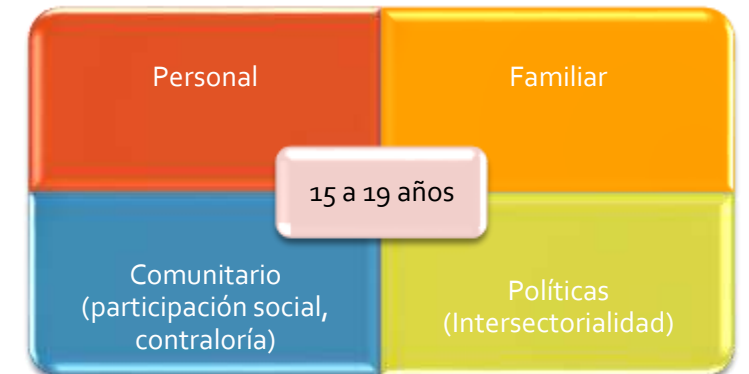 Personal
Familiar
15 a 19 años
Comunitario
(participación social,
contraloría)
Políticas
(Intersectorialidad)